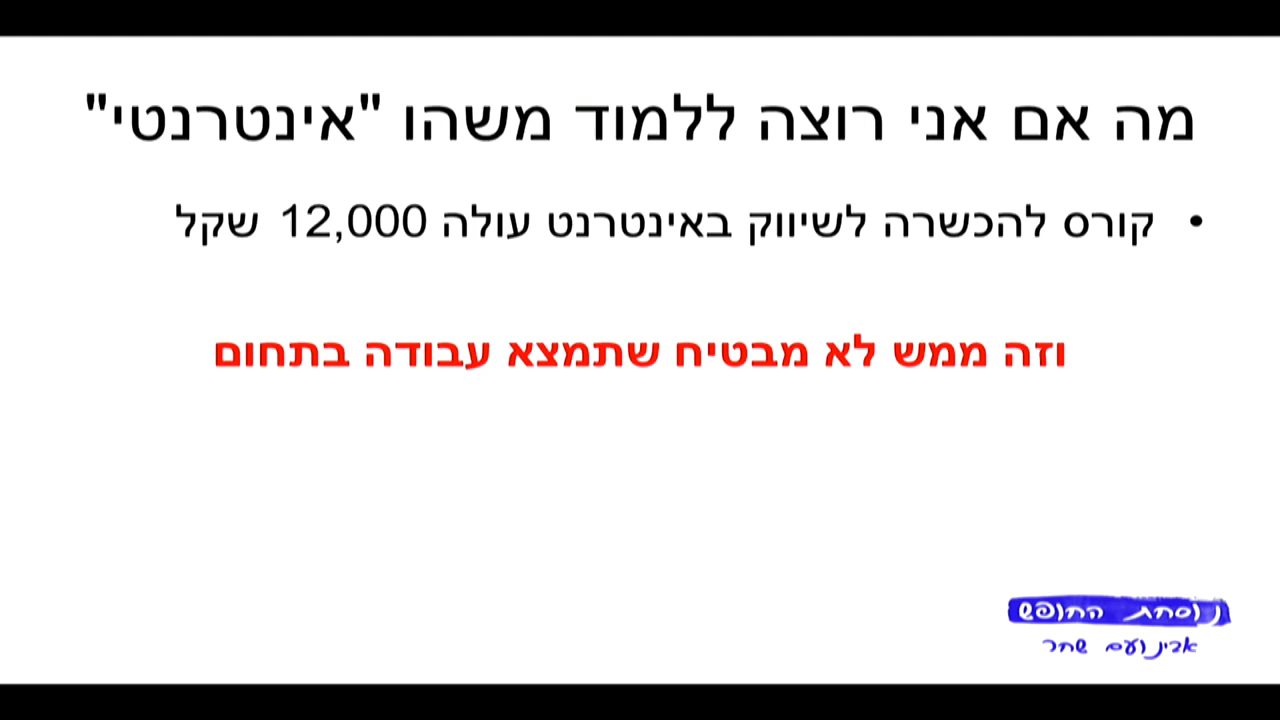 מה אם אני רוצה ללמוד משהו "אינטרנטי"
• קורס להכשרה לשיווק באינטרנט עולה 12,000 שקל
וזה ממש לא מבטיח שתמצא עבודה בתחום
נוסחת החופש
אבינועם שחר